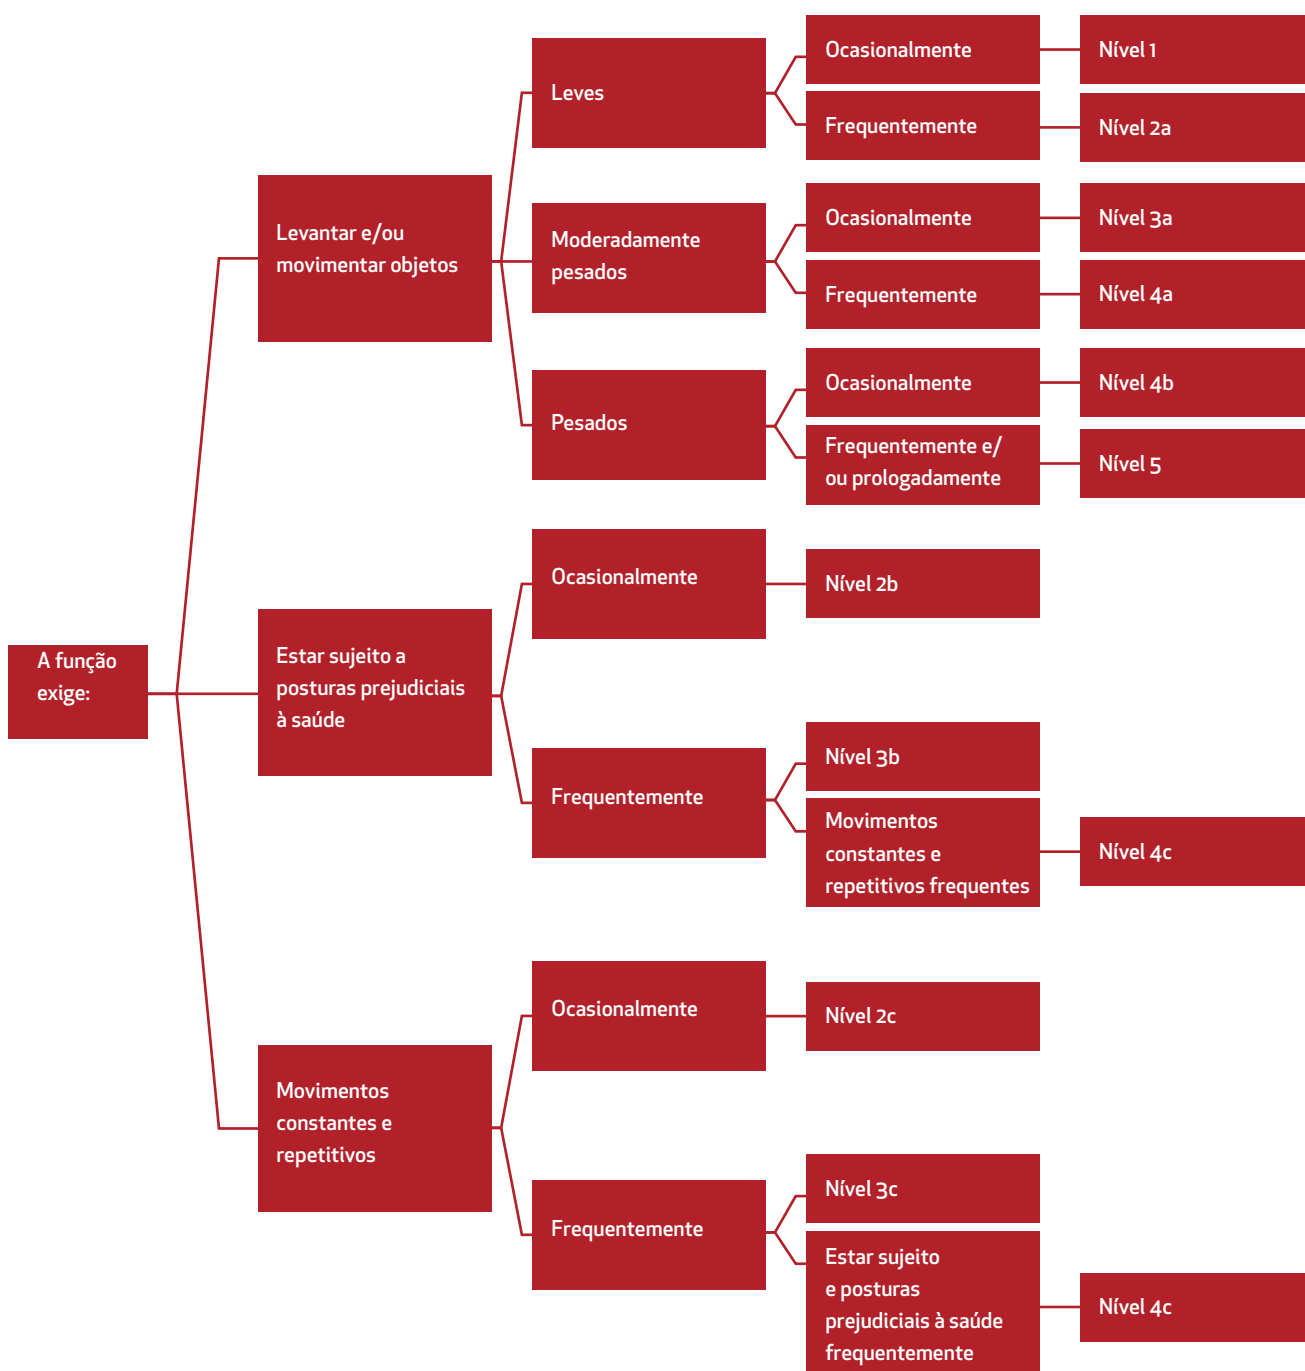 A função
exige:
Levantar e/ou
movimentar objetos
Leves
Ocasionalmente
Nível 1
Frequentemente
Nível 2a
Moderadamente
pesados
Ocasionalmente
Nível 3a
Frequentemente
Nível 4a
Pesados
Ocasionalmente
Nível 4b
Frequentemente e/
ou prologadamente
Nível 5
Estar sujeito a
posturas prejudiciais
à saúde
Ocasionalmente
Nível 2b
Frequentemente
Nível 3b
Movimentos
constantes e
repetitivos frequentes
Nível 4c
Movimentos
constantes e
repetitivos
Ocasionalmente
Nível 2c
Frequentemente
Nível 3c
Estar sujeito
e posturas
prejudiciais à saúde
frequentemente
Nível 4c